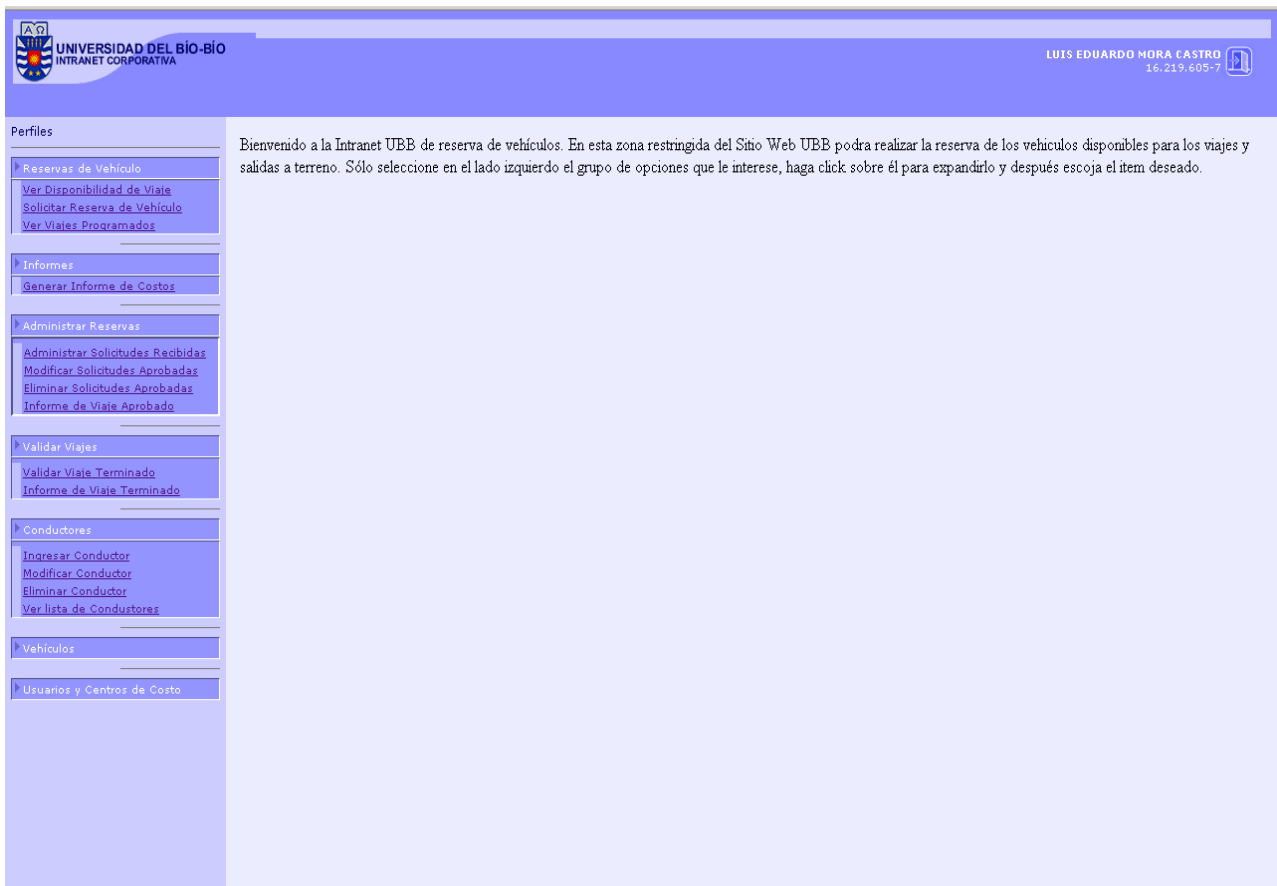 ΑΩ
UNIVERSIDAD DEL BÍO-BÍO
INTRANET CORPORATIVA
LUIS EDUARDO MORA CASTRO
16.219.605-7
Perfiles
Reservas de Vehículo
Ver Disponibilidad de Viaje
Solicitar Reserva de Vehículo
Ver Viajes Programados
Informes
Generar Informe de Costos
Administrar Reservas
Administrar Solicitudes Recibidas
Modificar Solicitudes Aprobadas
Eliminar Solicitudes Aprobadas
Informe de Viaje Aprobado
Validar Viajes
Validar Viaje Terminado
Informe de Viaje Terminado
Conductores
Ingresar Conductor
Modificar Conductor
Eliminar Conductor
Ver lista de Condustores
Vehículos
Usuarios y Centros de Costo
Bienvenido a la Intranet UBB de reserva de vehículos. En esta zona restringida del Sitio Web UBB podra realizar la reserva de los vehiculos disponibles para los viajes y
salidas a terreno. Sólo seleccione en el lado izquierdo el grupo de opciones que le interese, haga click sobre él para expandirlo y después escoja el item deseado.